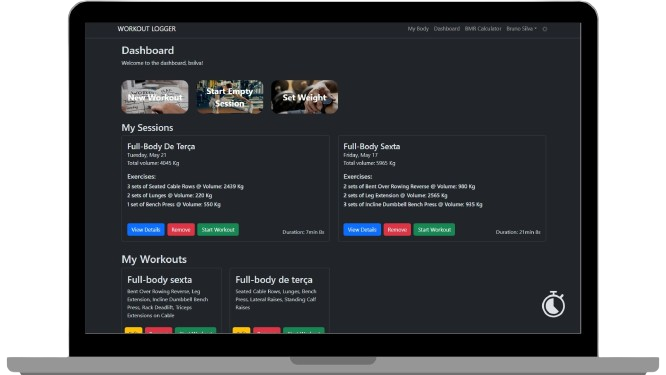 WORKOUT LOGGER
My Body Dashboard BMR Calculator Bruno Silva
Dashboard
Welcome to the dashboard, bsilva!
New Workout
Start Empty
Session
Set Weight
My Sessions
Full-Body De Terça
Tuesday, May 21
Total volume: 4045 Kg
Exercises:
3 sets of Seated Cable Rows @ Volume: 2439 Kg
2 sets of Lunges @ Volume: 220 Kg
1 set of Bench Press @ Volume: 550 Kg
View Details Remove Start Workout
Duration: 7min 8s
Full-Body Sexta
Friday, May 17
Total volume: 5965 Kg
Exercises:
2 sets of Bent Over Rowing Reverse @ Volume: 900 Kg
2 sets of Leg Extension @ Volume: 2565 Kg
3 sets of Incline Dumbbell Bench Press @ Volume: 935 Kg
View Details Remove Start Workout
Duration: 21min 8s
My Workouts
Full-body sexta
Bent Over Rowing Reverse, Leg
Extension, Incline Dumbbell Bench
Press, Rack Deadlift, Triceps
Extensions on Cable
Full-body de terça
Seated Cable Rows, Lunges, Bench
Press, Lateral Raises, Standing Calf
Raises